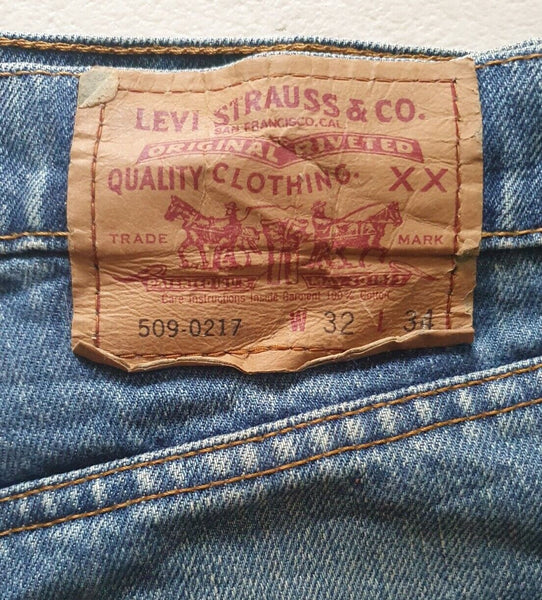 LEVI STRAUSS & CO.
SAN FRANCISCO, CAL.
ORIGINAL RIVETED
QUALITY CLOTHING. XX
TRADE MARK
Care Instructions Inside Garment 100% Cotton
509-0217 W 32 L 34